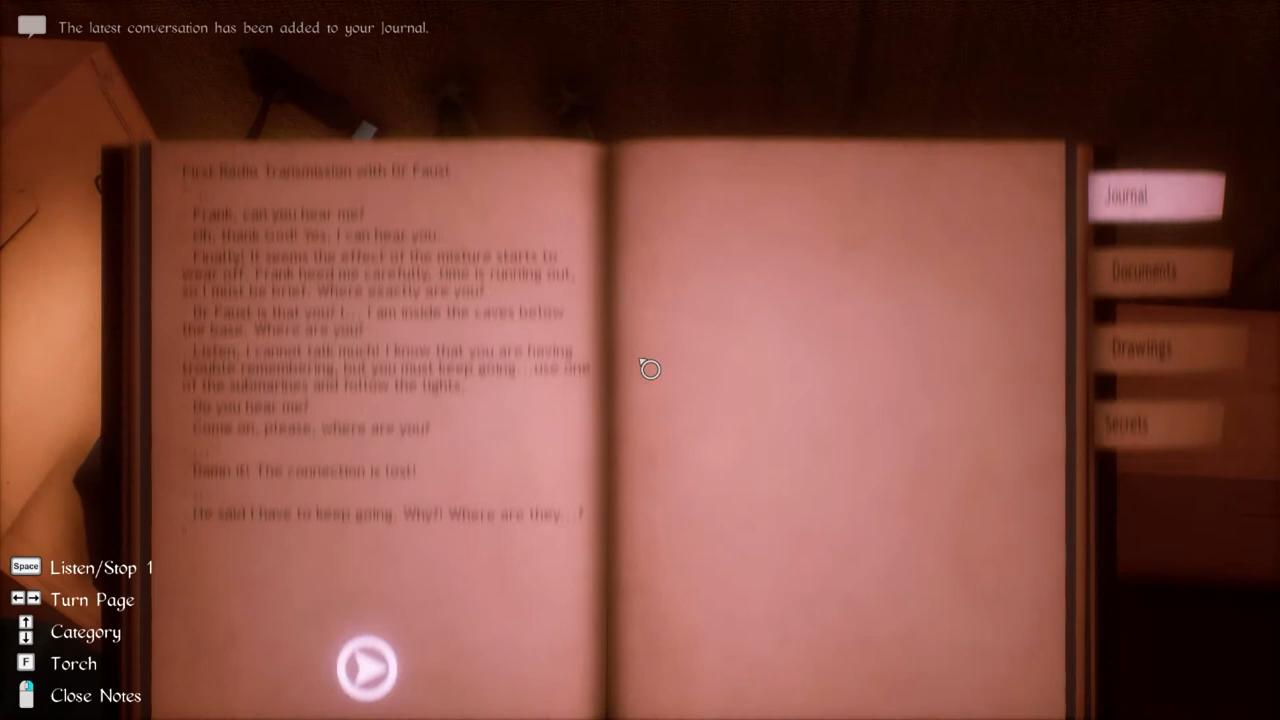 The latest conversation has been added to your Journal.
First Radio Transmission with Dr Faust
...
Frank, can you hear me?
Oh, thank God! Yes, I can hear you.
Finally! It seems the effect of the mixture starts to
wear off. Frank heed me carefully, time is running out,
so I must be brief. Where exactly are you?
Dr Faust is that you? I... I am inside the caves below
the base. Where are you?
Listen, I cannot talk much! I know that you are having
trouble remembering, but you must keep going...use one
of the submarines and follow the lights.
Do you hear me?
Come on, please, where are you?
...
Damn it! The connection is lost!
...
He said I have to keep going. Why?! Where are they...?
Journal
Documents
Drawings
Secrets
Space Listen/Stop 1
Turn Page
Category
F Torch
Close Notes